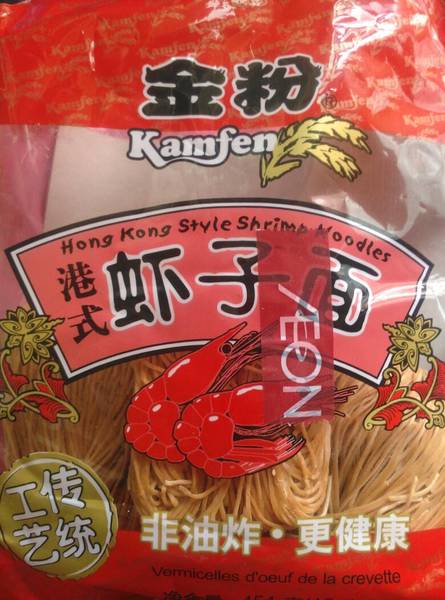 金粉
Kamfen
Hong Kong Style Shrimp Noodles
港式
虾子面
AEON
传统
工艺
非油炸·更健康
Vermicelles d'oeuf de la crevette